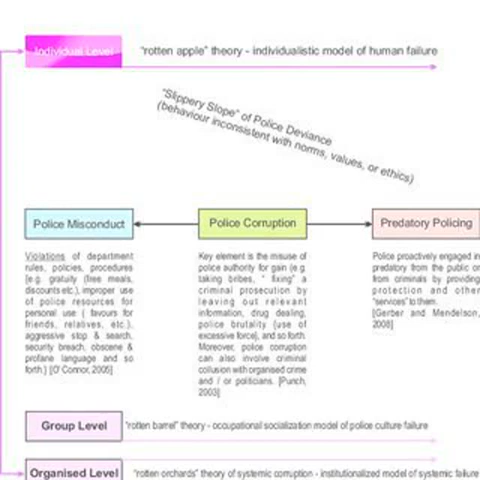 Individual Level
“rotten apple” theory - individualistic model of human failure
“Slippery Slope” of Police Deviance
(behaviour inconsistent with norms, values, or ethics)
Police Misconduct
Police Corruption
Predatory Policing
Violations of department
rules, policies, procedures
[e.g. gratuity (free meals,
discounts etc.), improper use
of police resources for
personal use ( favours for
friends, relatives, etc.),
aggressive stop & search,
security breach, obscene &
profane language and so
forth.] [O' Connor, 2005]
Key element is the misuse of
police authority for gain (e.g.
taking bribes, “ fixing” a
criminal prosecution by
leaving out relevant
information, drug dealing,
police brutality (use of
excessive force), and so forth.
Moreover, police corruption
can also involve criminal
collusion with organised crime
and / or politicians. [Punch,
2003]
Police proactively engaged in
predatory from the public or
from criminals by providing
protection and other
“services” to them.
[Gerber and Mendelson,
2008]
Group Level
“rotten barrel” theory - occupational socialization model of police culture failure
Organised Level
“rotten orchards” theory of systemic corruption - institutionalized model of systemic failure